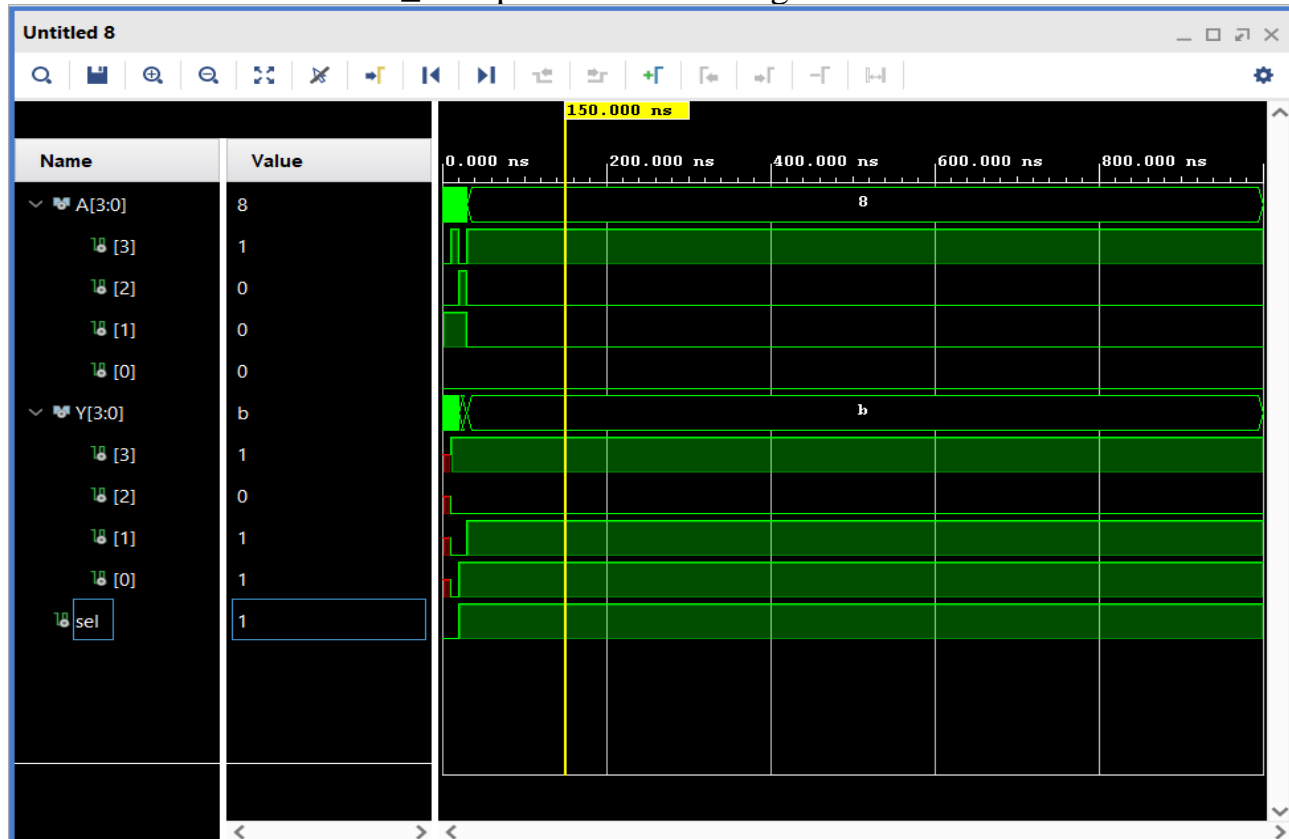 Untitled 8
150.000 ns
Name Value 0.000 ns 200.000 ns 400.000 ns 600.000 ns 800.000 ns
A[3:0] 8 8
[3] 1
[2] 0
[1] 0
[0] 0
Y[3:0] b b
[3] 1
[2] 0
[1] 1
[0] 1
sel 1